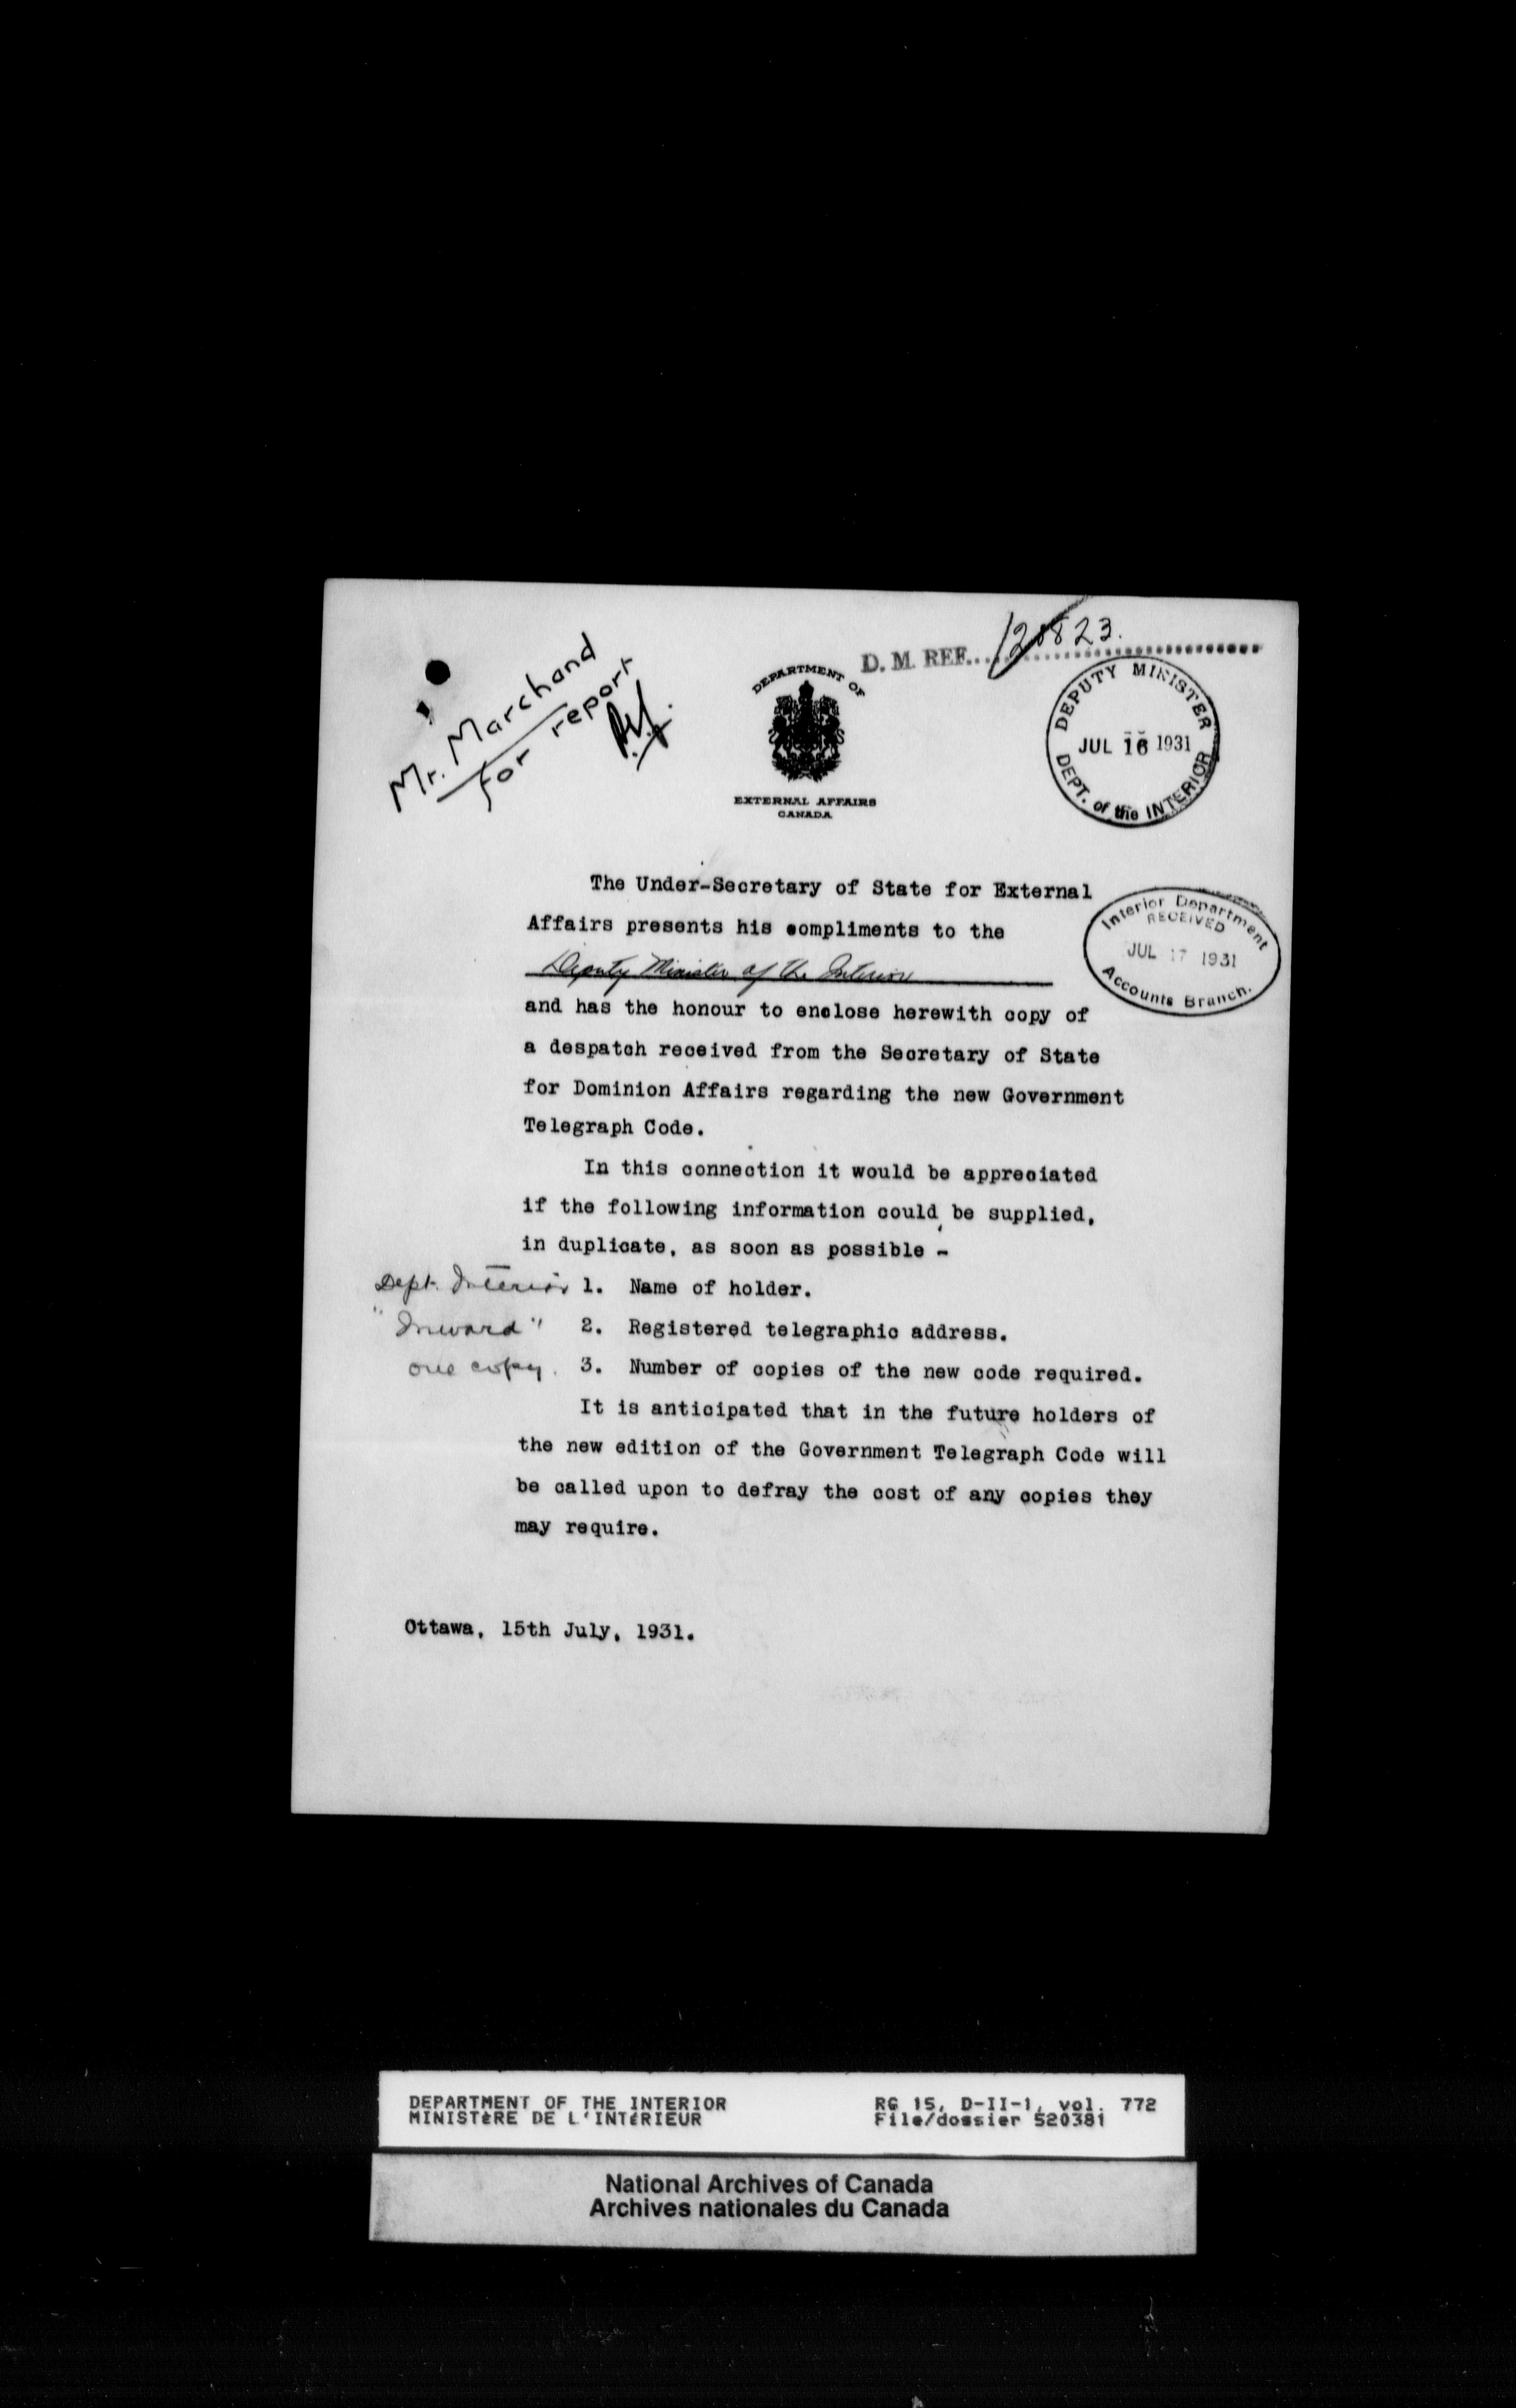 Mr. Marchand
for report
D. M. REF. 120823.
DEPARTMENT OF
EXTERNAL AFFAIRS
CANADA
DEPUTY MINISTER
JUL 16 1931
DEPT. of the INTERIOR
The Under-Secretary of State for External
Affairs presents his compliments to the
Deputy Minister of the Interior
Interior Department
RECEIVED
JUL 17 1931
Accounts Branch.
and has the honour to enclose herewith copy of
a despatch received from the Secretary of State
for Dominion Affairs regarding the new Government
Telegraph Code.
In this connection it would be appreciated
if the following information could be supplied,
in duplicate, as soon as possible -
Dept. Interior 1. Name of holder.
"Inward" 2. Registered telegraphic address.
one copy. 3. Number of copies of the new code required.
It is anticipated that in the future holders of
the new edition of the Government Telegraph Code will
be called upon to defray the cost of any copies they
may require.
Ottawa, 15th July, 1931.
DEPARTMENT OF THE INTERIOR
MINISTèRE DE L'INTéRIEUR
RG 15, D-II-1, vol. 772
File/dossier 520381
National Archives of Canada
Archives nationales du Canada